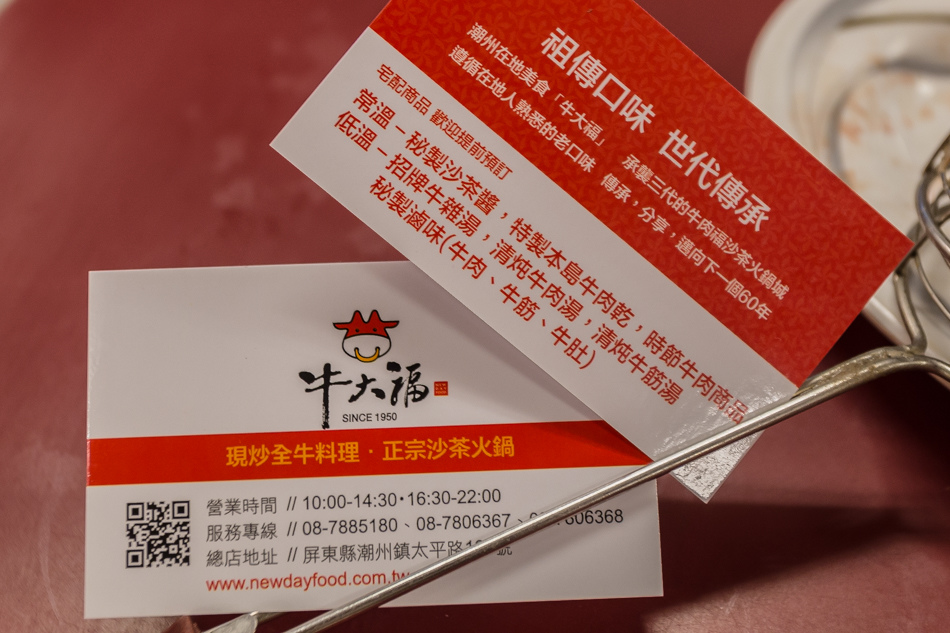 祖傳口味 世代傳承
潮州在地美食「牛大福」 承襲三代的牛肉福沙茶火鍋城
遵循在地人熟悉的老口味 傳承，分享，邁向下一個60年
宅配商品 歡迎提前預訂
常溫－秘製沙茶醬，特製本島牛肉乾，時節牛肉商品
低溫－招牌牛雜湯，清炖牛肉湯，清炖牛筋湯
秘製滷味(牛肉、牛筋、牛肚)
牛大福
SINCE 1950
現炒全牛料理・正宗沙茶火鍋
營業時間 // 10:00-14:30・16:30-22:00
服務專線 // 08-7885180、08-7806367、
總店地址 // 屏東縣潮州鎮太平路
www.newdayfood.com.tw